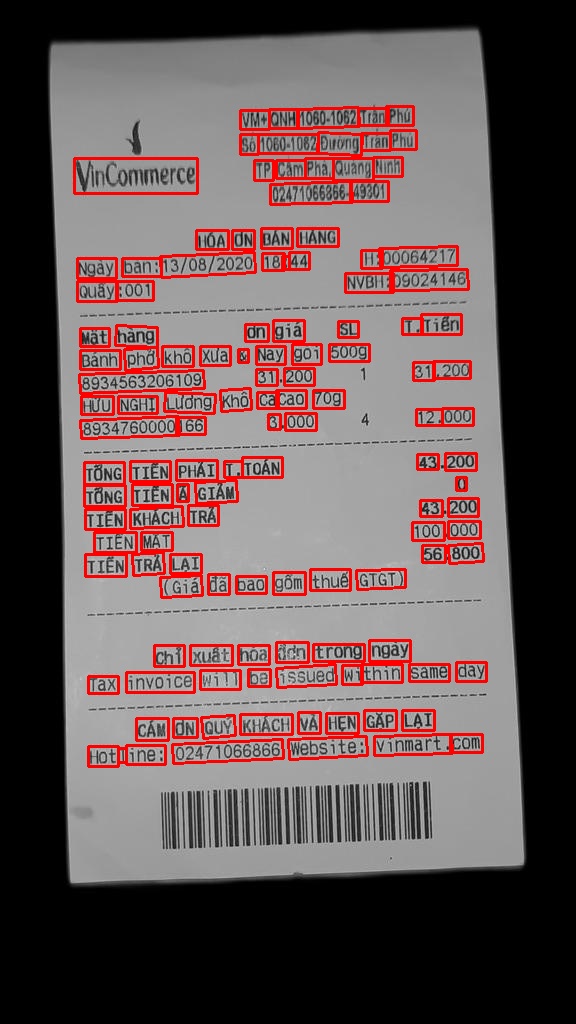 VinCommerce
VM+ QNH 1060-1062 Trần Phú
Số 1060-1062 Đường Trần Phú
TP Cẩm Phả, Quảng Ninh
02471066866-49301
HÓA ĐƠN BÁN HÀNG
Ngày bán: 13/08/2020 18:44 HĐ:00064217
Quầy:001 NVBH:09024146
Mặt hàng Đơn giá SL T.Tiền
Bánh phở khô Xưa & Nay gói 500g
8934563206109 31.200 1 31.200
HỮU NGHỊ Lương Khô Cacao 70g
8934760000166 3.000 4 12.000
TỔNG TIỀN PHẢI T.TOÁN 43.200
TỔNG TIỀN ĐÃ GIẢM 0
TIỀN KHÁCH TRẢ 43.200
TIỀN MẶT 100.000
TIỀN TRẢ LẠI 56.800
(Giá đã bao gồm thuế GTGT)
chỉ xuất hóa đơn trong ngày
Tax invoice will be issued within same day
CẢM ƠN QUÝ KHÁCH VÀ HẸN GẶP LẠI
Hotline: 02471066866 Website: Vinmart.com